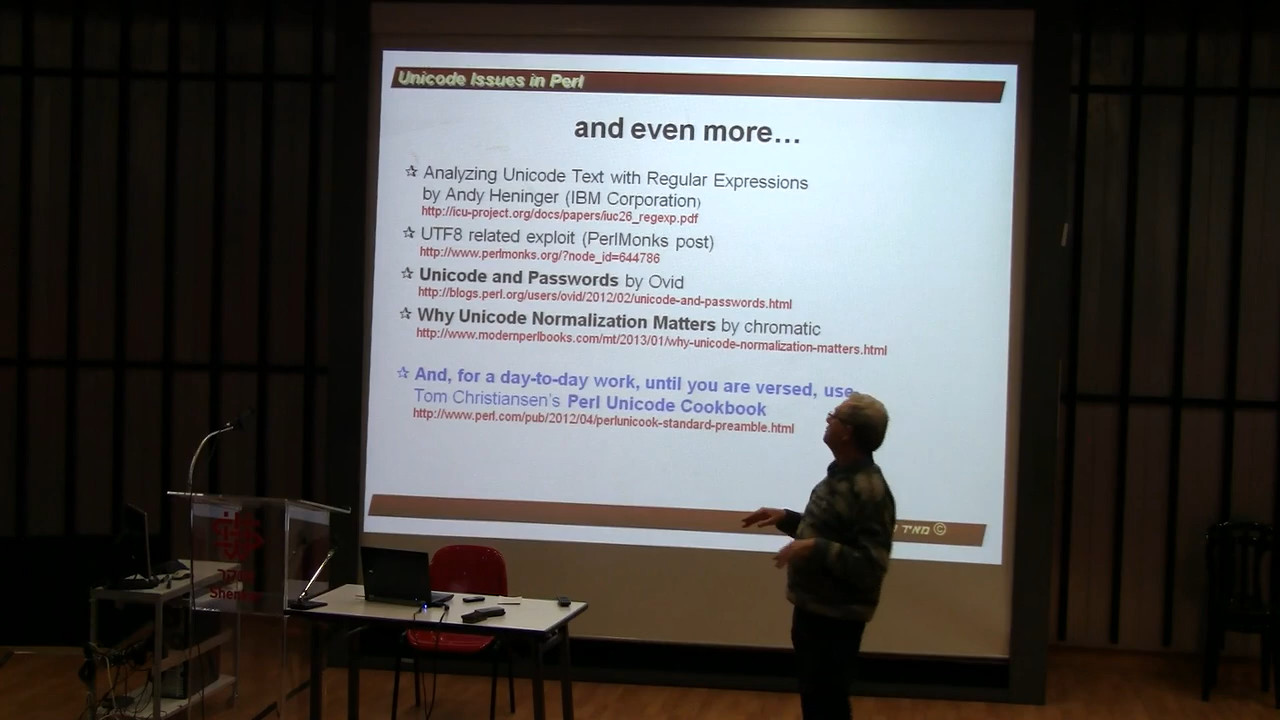 Unicode Issues in Perl
and even more…
Analyzing Unicode Text with Regular Expressions
by Andy Heninger (IBM Corporation)
http://icu-project.org/docs/papers/iuc26_regexp.pdf
UTF8 related exploit (PerlMonks post)
http://www.perlmonks.org/?node_id=644786
Unicode and Passwords by Ovid
http://blogs.perl.org/users/ovid/2012/02/unicode-and-passwords.html
Why Unicode Normalization Matters by chromatic
http://www.modernperlbooks.com/mt/2013/01/why-unicode-normalization-matters.html
And, for a day-to-day work, until you are versed, use
Tom Christiansen's Perl Unicode Cookbook
http://www.perl.com/pub/2012/04/perlunicook-standard-preamble.html
© מאיר